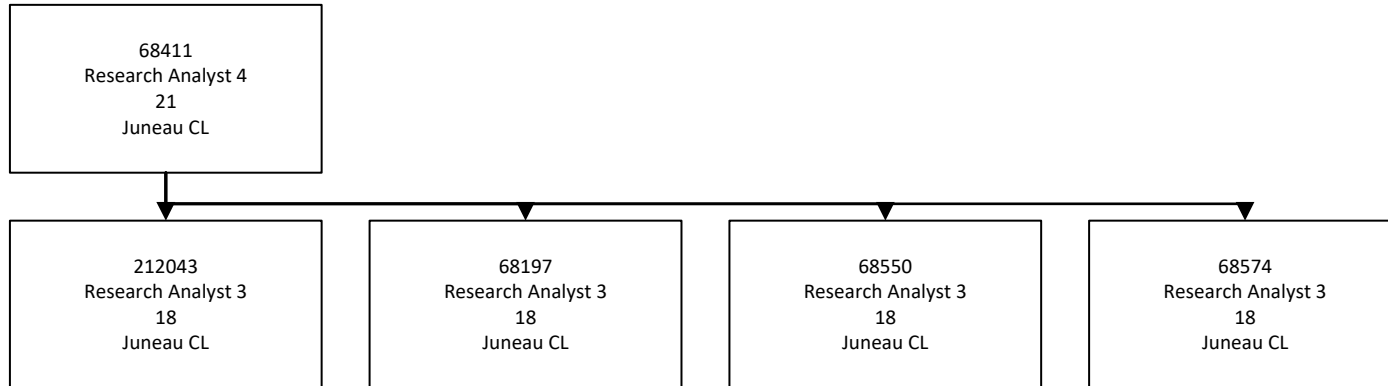 68411
Research Analyst 4
21
Juneau CL
212043
Research Analyst 3
18
Juneau CL
68197
Research Analyst 3
18
Juneau CL
68550
Research Analyst 3
18
Juneau CL
68574
Research Analyst 3
18
Juneau CL